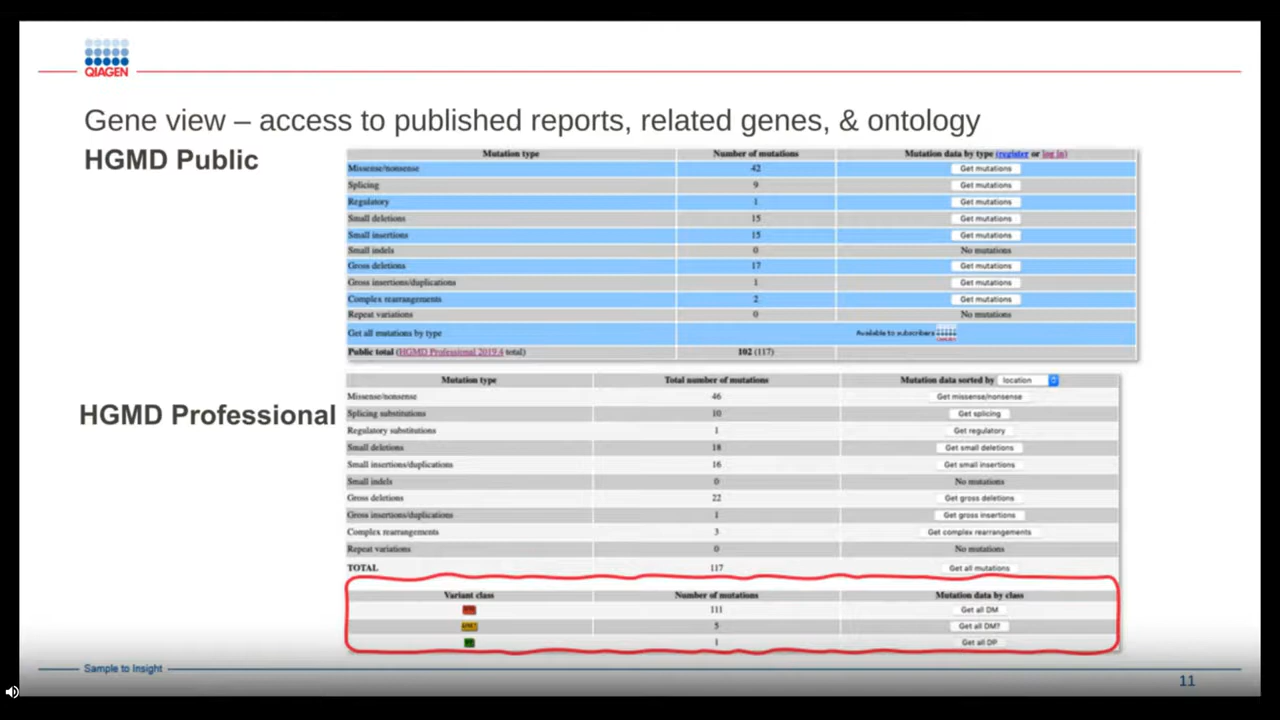 QIAGEN
Gene view – access to published reports, related genes, & ontology
HGMD Public
Mutation type Number of mutations Mutation data by type (register or log in)
Missense/nonsense 42 Get mutations
Splicing 9 Get mutations
Regulatory 1 Get mutations
Small deletions 15 Get mutations
Small insertions 15 Get mutations
Small indels 0 No mutations
Gross deletions 17 Get mutations
Gross insertions/duplications 1 Get mutations
Complex rearrangements 2 Get mutations
Repeat variations 0 No mutations
Get all mutations by type Available to subscribers
Public total (HGMD Professional 2019.4 total) 102 (117)
HGMD Professional
Mutation type Total number of mutations Mutation data sorted by location
Missense/nonsense 46 Get missense/nonsense
Splicing substitutions 10 Get splicing
Regulatory substitutions 1 Get regulatory
Small deletions 18 Get small deletions
Small insertions/duplications 16 Get small insertions
Small indels 0 No mutations
Gross deletions 22 Get gross deletions
Gross insertions/duplications 1 Get gross insertions
Complex rearrangements 3 Get complex rearrangements
Repeat variations 0 No mutations
TOTAL 117 Get all mutations
Variant class Number of mutations Mutation data by class
111 Get all DM
5 Get all DM?
1 Get all DP
Sample to Insight
11